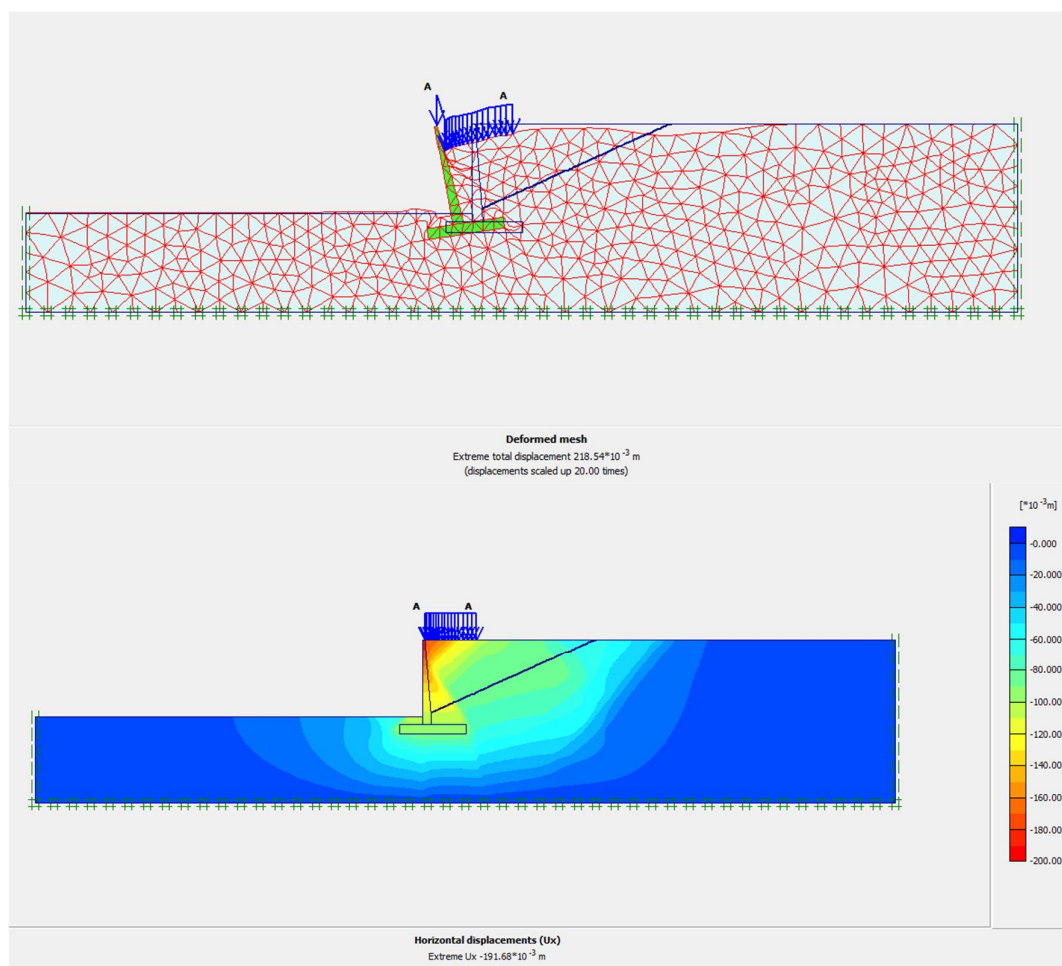 A A
Deformed mesh
Extreme total displacement 218.54*10 -3 m
(displacements scaled up 20.00 times)
[*10 -3m]
A A
-0.000
-20.000
-40.000
-60.000
-80.000
-100.00
-120.00
-140.00
-160.00
-180.00
-200.00
Horizontal displacements (Ux)
Extreme Ux -191.68*10 -3 m